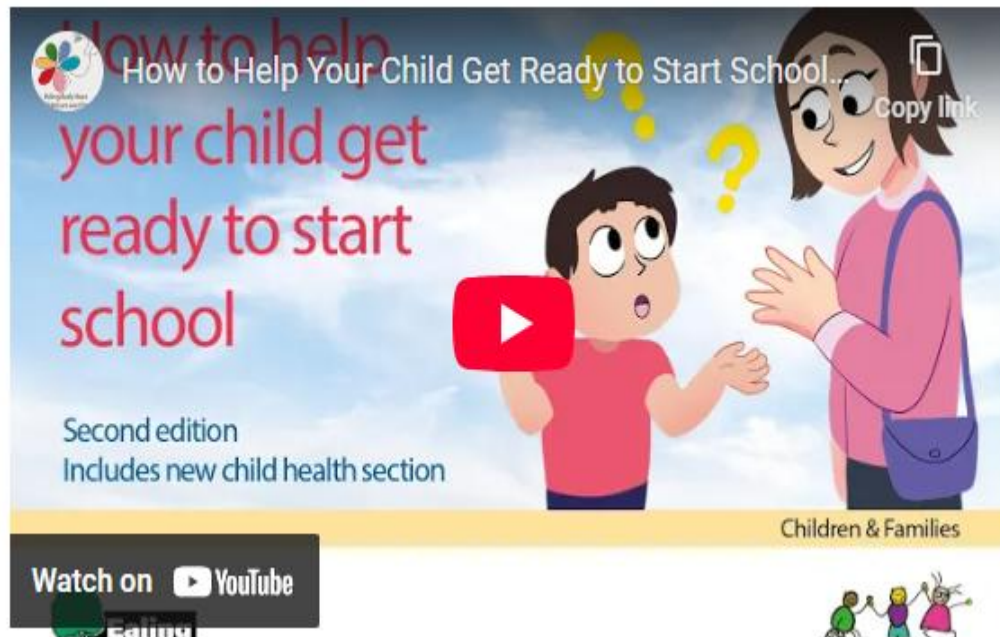 How to help
How to Help Your Child Get Ready to Start School...
Copy link
your child get
ready to start
school
Second edition
Includes new child health section
Children & Families
Watch on YouTube
Ealing